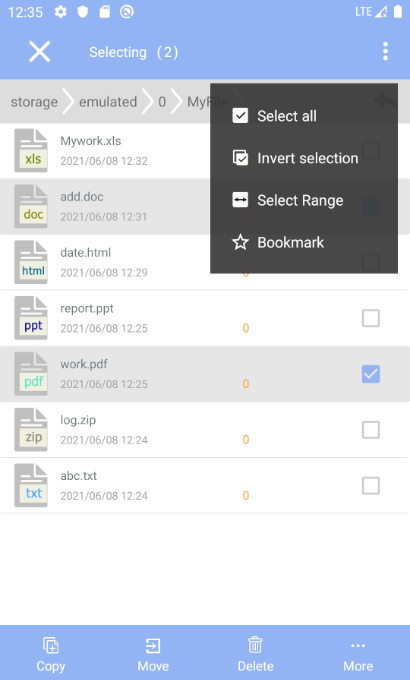 12:35
LTE
Selecting (2)
storage
emulated
0
MyFile
Select all
Invert selection
Select Range
Bookmark
xls
Mywork.xls
2021/06/08 12:32
doc
add.doc
2021/06/08 12:31
html
date.html
2021/06/08 12:29
ppt
report.ppt
2021/06/08 12:25
0
pdf
work.pdf
2021/06/08 12:25
0
zip
log.zip
2021/06/08 12:24
0
txt
abc.txt
2021/06/08 12:24
0
Copy
Move
Delete
More